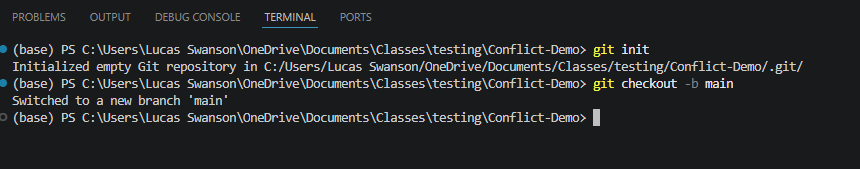 PROBLEMS OUTPUT DEBUG CONSOLE TERMINAL PORTS
(base) PS C:\Users\Lucas Swanson\OneDrive\Documents\Classes\testing\Conflict-Demo> git init
Initialized empty Git repository in C:/Users/Lucas Swanson/OneDrive/Documents/Classes/testing/Conflict-Demo/.git/
(base) PS C:\Users\Lucas Swanson\OneDrive\Documents\Classes\testing\Conflict-Demo> git checkout -b main
Switched to a new branch 'main'
(base) PS C:\Users\Lucas Swanson\OneDrive\Documents\Classes\testing\Conflict-Demo>